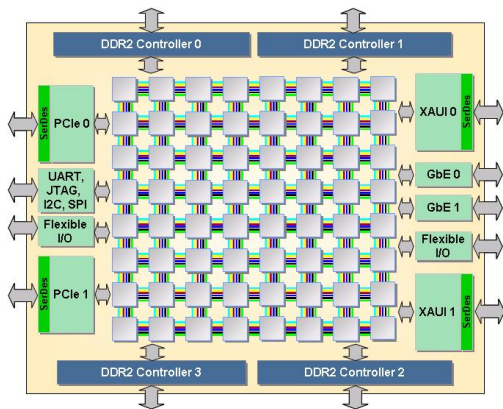 DDR2 Controller 0
DDR2 Controller 1
SerDes
PCIe 0
XAUI 0
SerDes
UART,
JTAG,
I2C, SPI
GbE 0
GbE 1
Flexible
I/O
Flexible
I/O
SerDes
PCIe 1
XAUI 1
SerDes
DDR2 Controller 3
DDR2 Controller 2